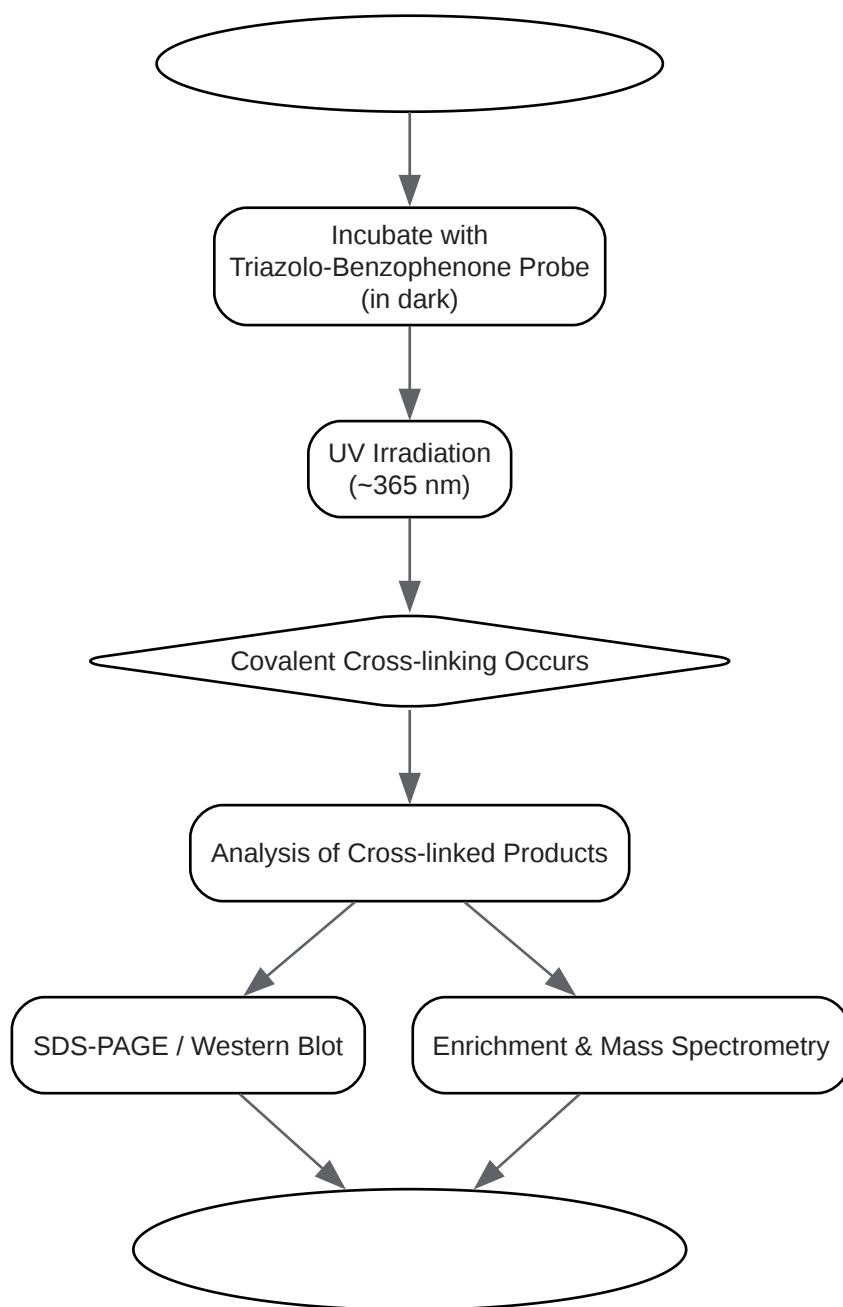 Incubate with
Triazolo-Benzophenone Probe
(in dark)
UV Irradiation
(~365 nm)
Covalent Cross-linking Occurs
Analysis of Cross-linked Products
SDS-PAGE / Western Blot
Enrichment & Mass Spectrometry